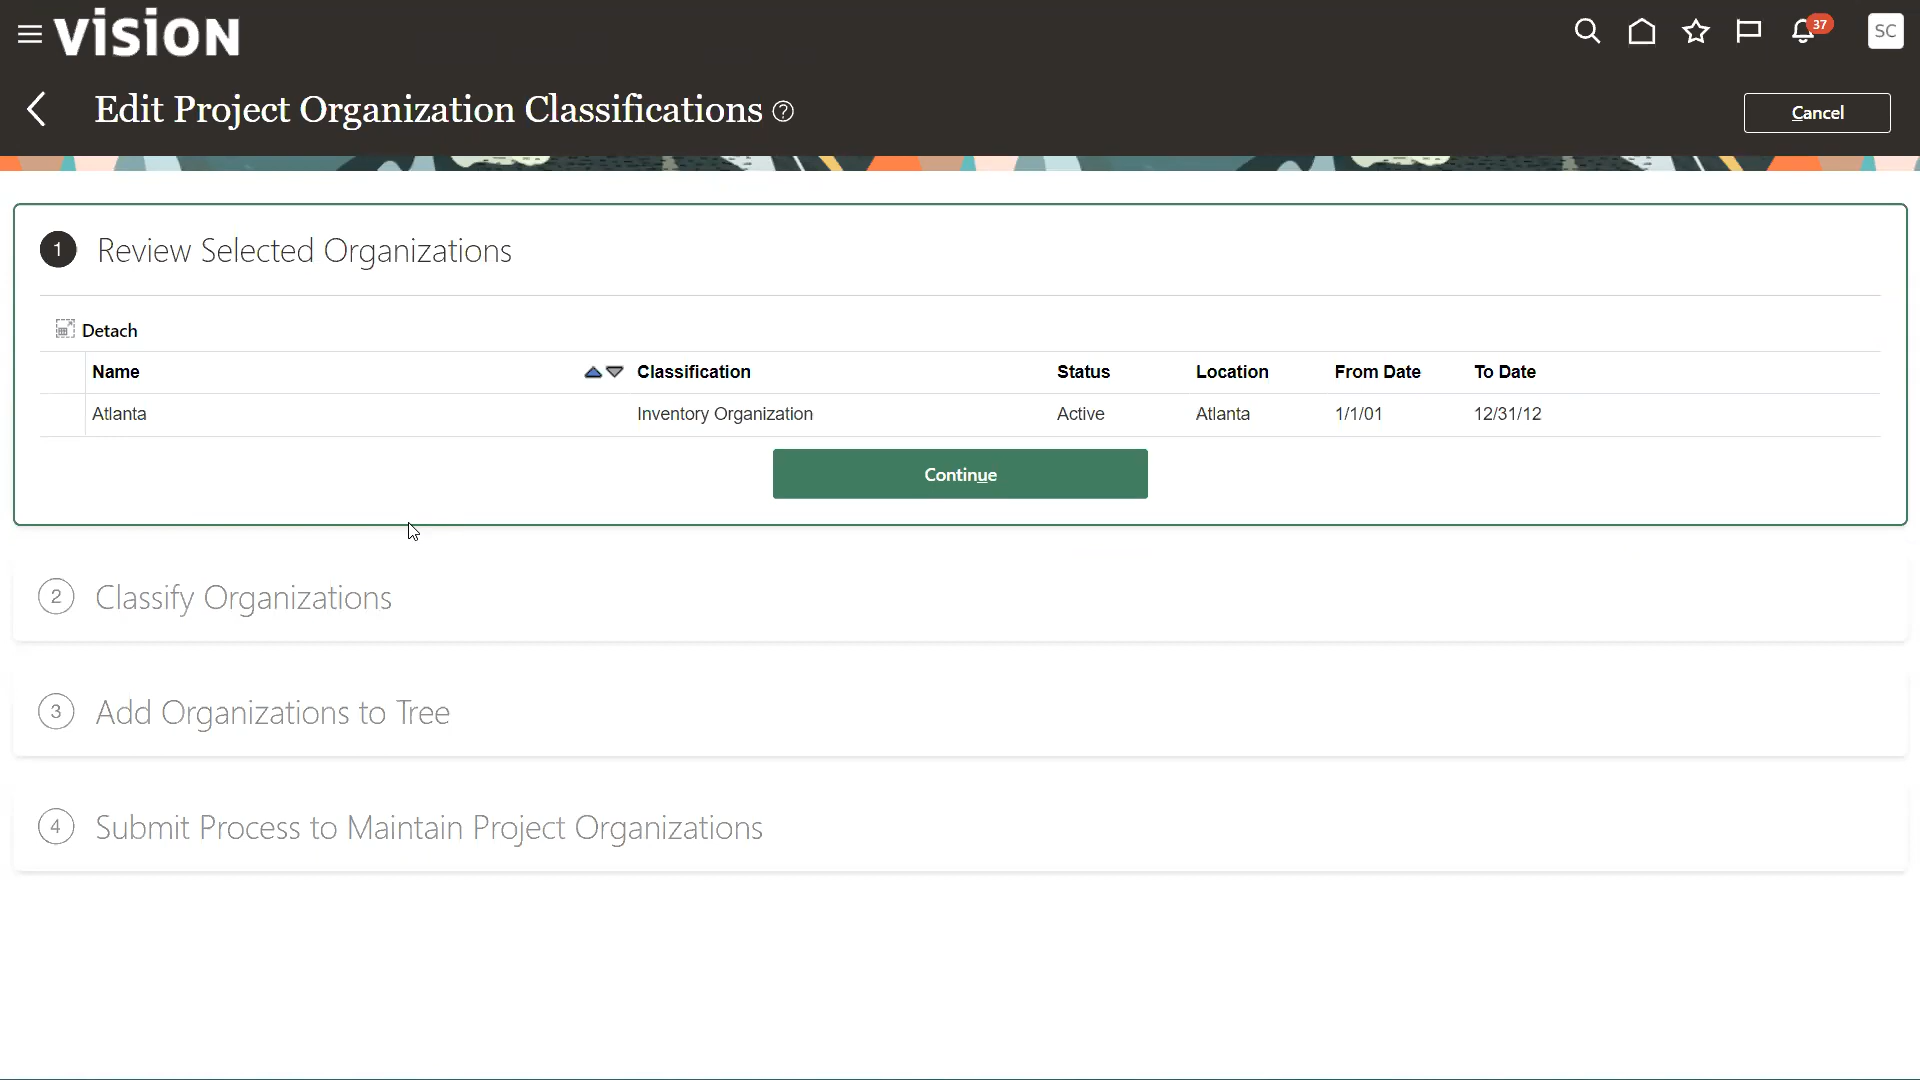 vision
37
SC
Edit Project Organization Classifications ?
Cancel
1 Review Selected Organizations
Detach
Name Classification Status Location From Date To Date
Atlanta Inventory Organization Active Atlanta 1/1/01 12/31/12
Continue
2 Classify Organizations
3 Add Organizations to Tree
4 Submit Process to Maintain Project Organizations